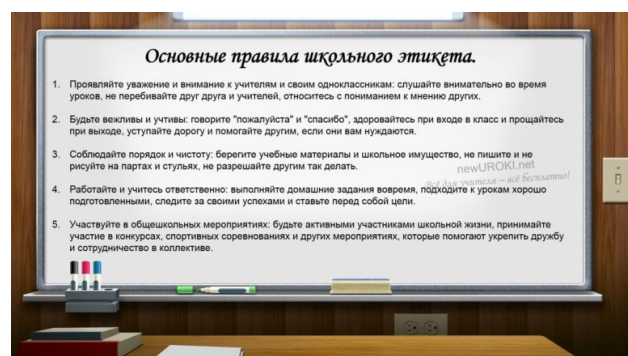 Основные правила школьного этикета.
1. Проявляйте уважение и внимание к учителям и своим одноклассникам: слушайте внимательно во время
уроков, не перебивайте друг друга и учителей, относитесь с пониманием к мнению других.
2. Будьте вежливы и учтивы: говорите "пожалуйста" и "спасибо", здоровайтесь при входе в класс и прощайтесь
при выходе, уступайте дорогу и помогайте другим, если они вам нуждаются.
3. Соблюдайте порядок и чистоту: берегите учебные материалы и школьное имущество, не пишите и не
рисуйте на партах и стульях, не разрешайте другим так делать.
newUROKI.net
Всё для учителя – всё бесплатно!
4. Работайте и учитесь ответственно: выполняйте домашние задания вовремя, подходите к урокам хорошо
подготовленными, следите за своими успехами и ставьте перед собой цели.
5. Участвуйте в общешкольных мероприятиях: будьте активными участниками школьной жизни, принимайте
участие в конкурсах, спортивных соревнованиях и других мероприятиях, которые помогают укрепить дружбу
и сотрудничество в коллективе.